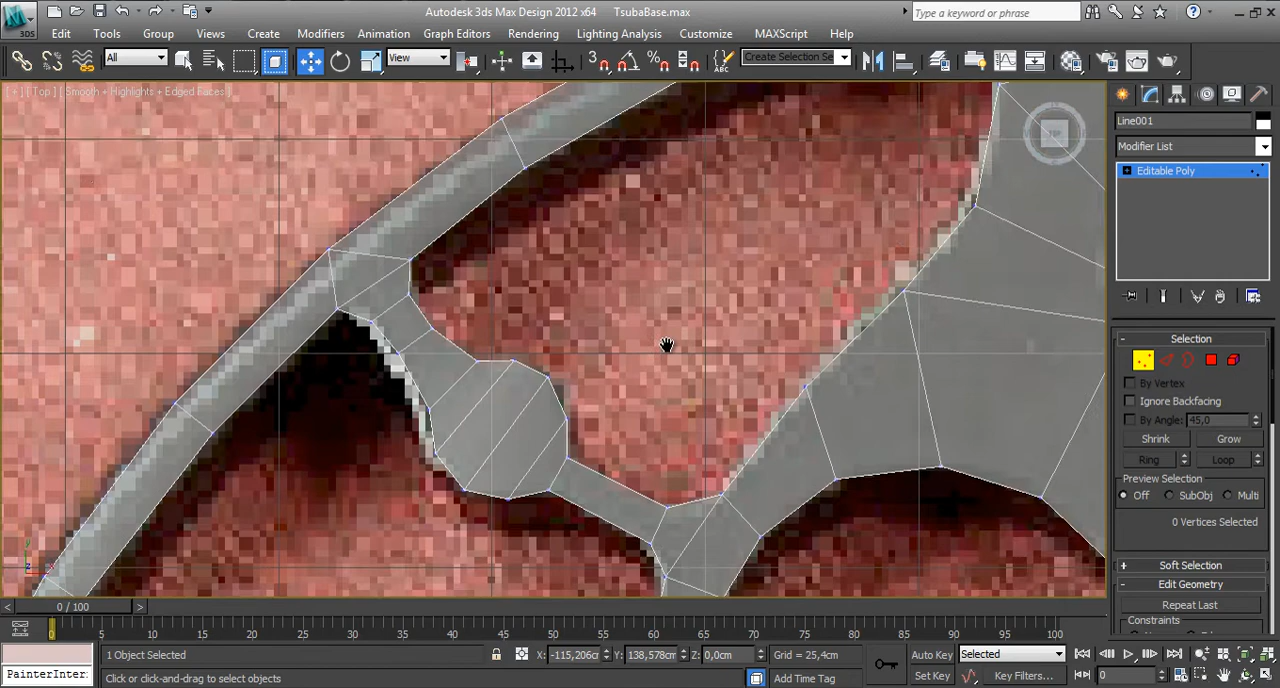 Autodesk 3ds Max Design 2012 x64 TsubaBase.max
Type a keyword or phrase
3DS
Edit Tools Group Views Create Modifiers Animation Graph Editors Rendering Lighting Analysis Customize MAXScript Help
All View Create Selection Se
[ + ] [ Top ] [ Smooth + Highlights + Edged Faces ]
TOP
Line001
Modifier List
Editable Poly
- Selection
By Vertex
Ignore Backfacing
By Angle: 45,0
Shrink Grow
Ring Loop
Preview Selection
Off SubObj Multi
0 Vertices Selected
+ Soft Selection
- Edit Geometry
Repeat Last
Constraints
< 0 / 100 >
0 5 10 15 20 25 30 35 40 45 50 55 60 65 70 75 80 85 90 95 100
1 Object Selected X: -115,206cm Y: 138,578cm Z: 0,0cm Grid = 25,4cm Auto Key Selected
PainterInter: Click or click-and-drag to select objects Add Time Tag Set Key Key Filters... 0